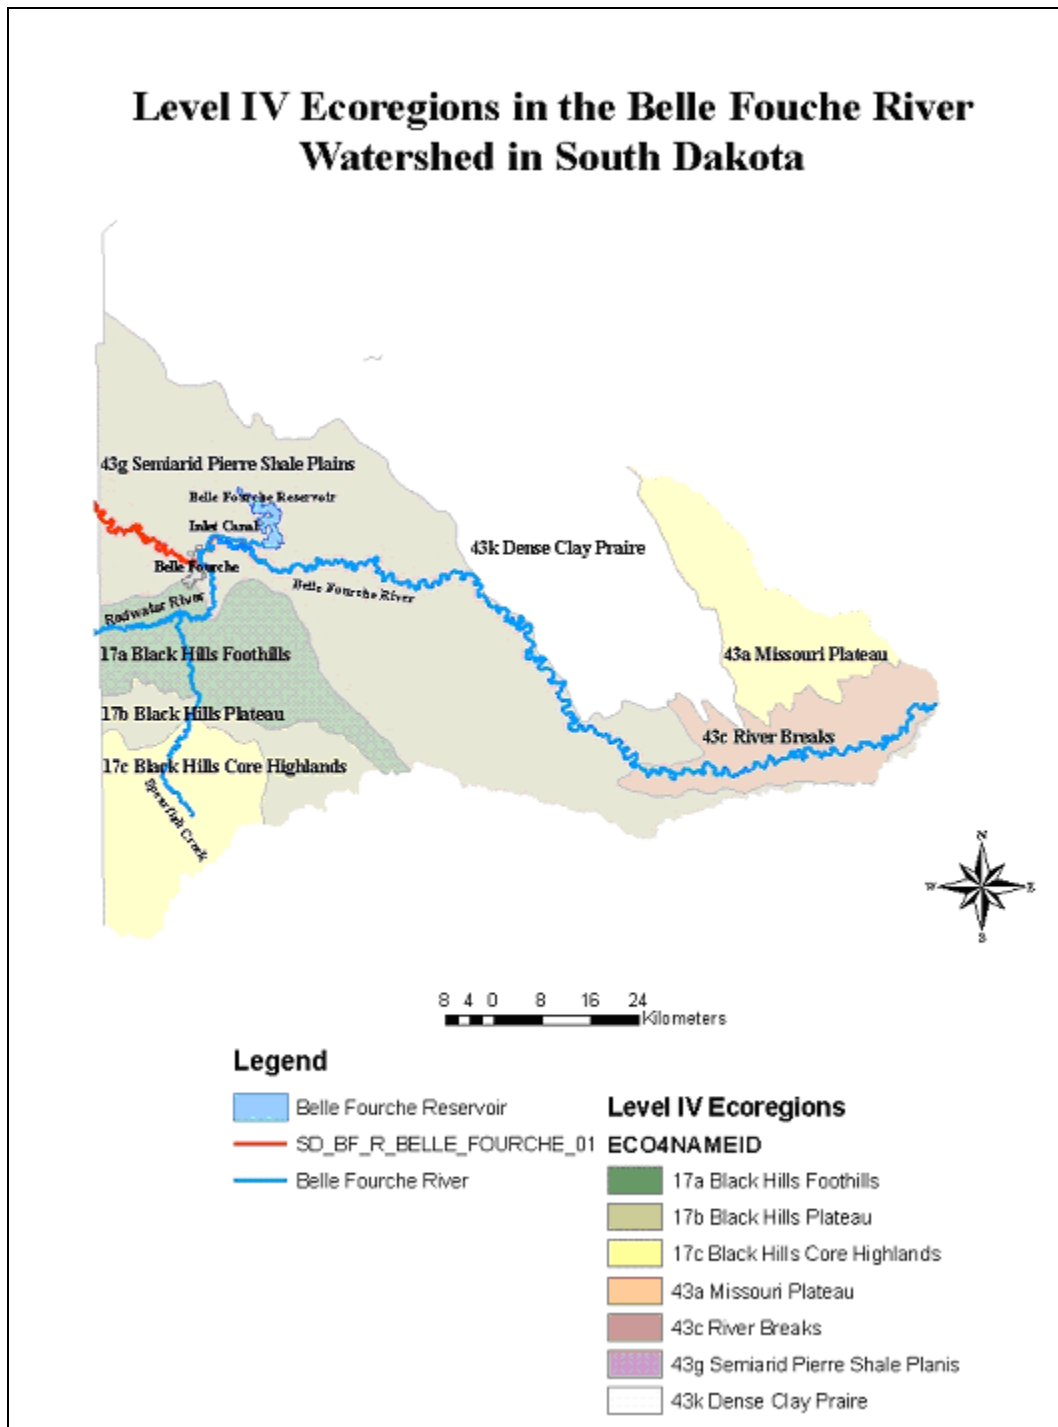 Level IV Ecoregions in the Belle Fouche River
Watershed in South Dakota
43g Semiarid Pierre Shale Plains
Belle Fourche Reservoir
Inlet Canal
43k Dense Clay Praire
Belle Fourche
Belle Fourche River
Redwater River
17a Black Hills Foothills
43a Missouri Plateau
17b Black Hills Plateau
43c River Breaks
17c Black Hills Core Highlands
Spearfish Creek
N
W
E
S
8 4 0 8 16 24
Kilometers
Legend
Belle Fourche Reservoir
SD_BF_R_BELLE_FOURCHE_01
Belle Fourche River
Level IV Ecoregions
ECO4NAMEID
17a Black Hills Foothills
17b Black Hills Plateau
17c Black Hills Core Highlands
43a Missouri Plateau
43c River Breaks
43g Semiarid Pierre Shale Planis
43k Dense Clay Praire